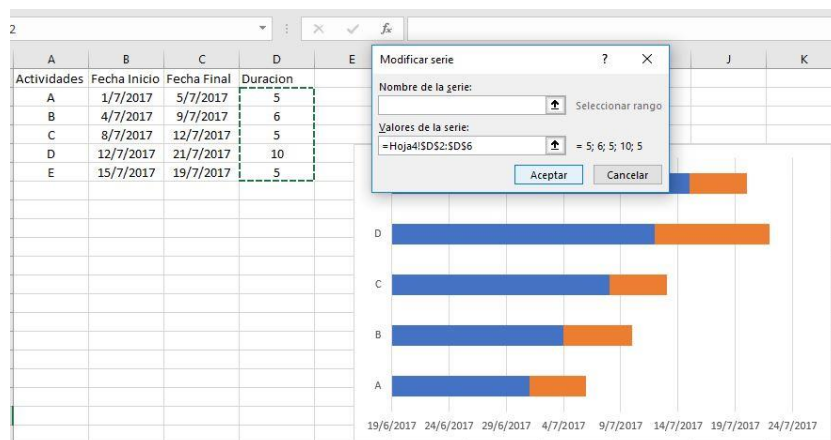 2
fx
A B C D E J K
Modificar serie ? ×
Nombre de la serie:
Seleccionar rango
Valores de la serie:
=Hoja4!$D$2:$D$6 = 5; 6; 5; 10; 5
Aceptar Cancelar
Actividades Fecha Inicio Fecha Final Duracion
A 1/7/2017 5/7/2017 5
B 4/7/2017 9/7/2017 6
C 8/7/2017 12/7/2017 5
D 12/7/2017 21/7/2017 10
E 15/7/2017 19/7/2017 5
D
C
B
A
19/6/2017 24/6/2017 29/6/2017 4/7/2017 9/7/2017 14/7/2017 19/7/2017 24/7/2017